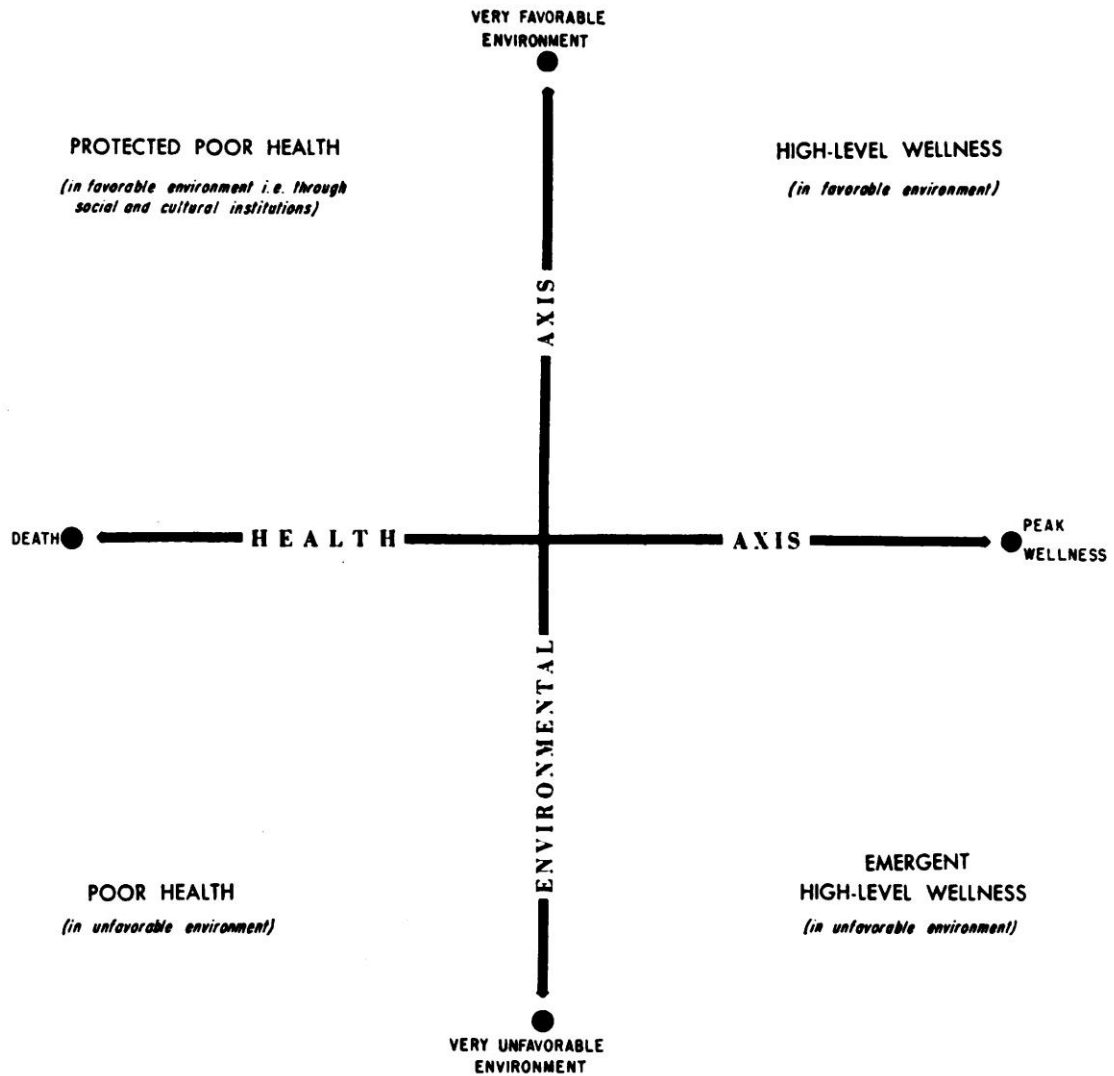 VERY FAVORABLE
ENVIRONMENT
PROTECTED POOR HEALTH
(in favorable environment i.e. through
social and cultural institutions)
HIGH-LEVEL WELLNESS
(in favorable environment)
AXIS
DEATH
HEALTH
AXIS
PEAK
WELLNESS
ENVIRONMENTAL
POOR HEALTH
(in unfavorable environment)
EMERGENT
HIGH-LEVEL WELLNESS
(in unfavorable environment)
VERY UNFAVORABLE
ENVIRONMENT